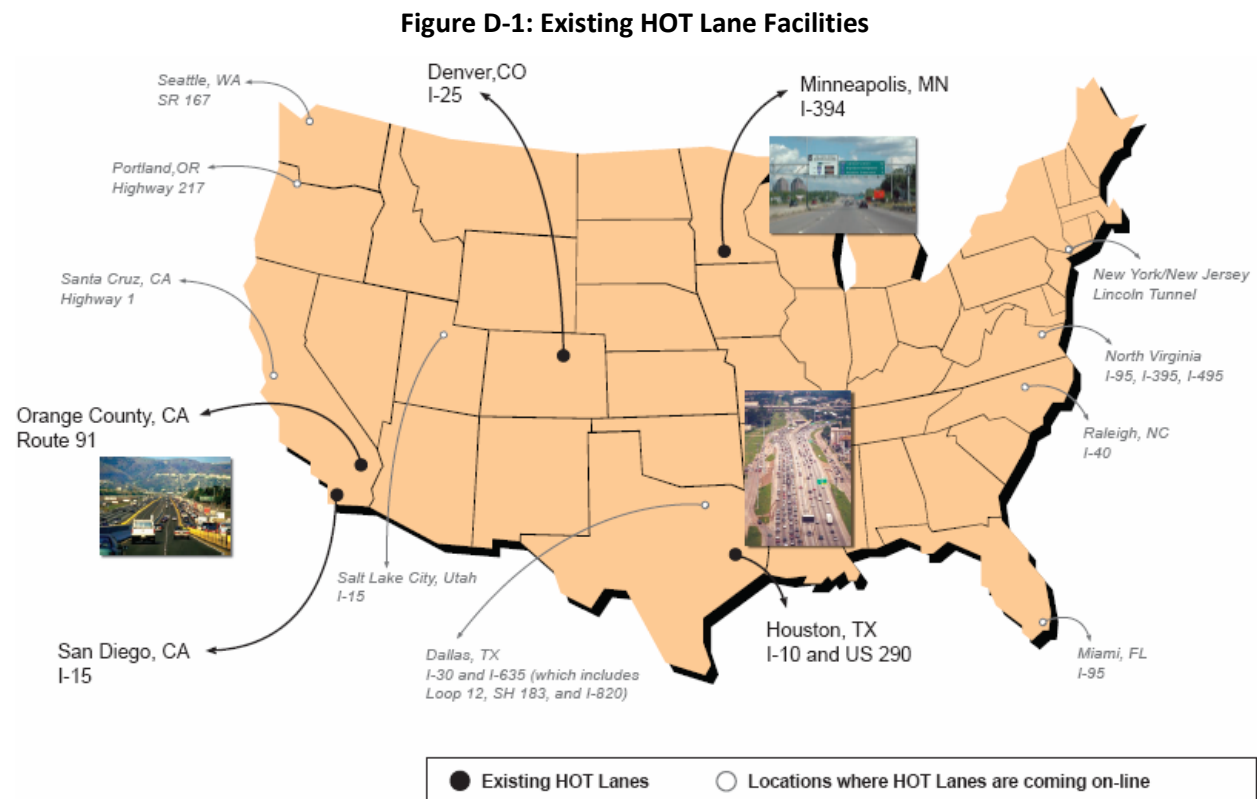 Figure D-1: Existing HOT Lane Facilities
Seattle, WA
SR 167
Denver,CO
I-25
Minneapolis, MN
I-394
Portland,OR
Highway 217
Santa Cruz, CA
Highway 1
New York/New Jersey
Lincoln Tunnel
North Virginia
I-95, I-395, I-495
Orange County, CA
Route 91
Raleigh, NC
I-40
Salt Lake City, Utah
I-15
San Diego, CA
I-15
Dallas, TX
I-30 and I-635 (which includes
Loop 12, SH 183, and I-820)
Houston, TX
I-10 and US 290
Miami, FL
I-95
Existing HOT Lanes
Locations where HOT Lanes are coming on-line